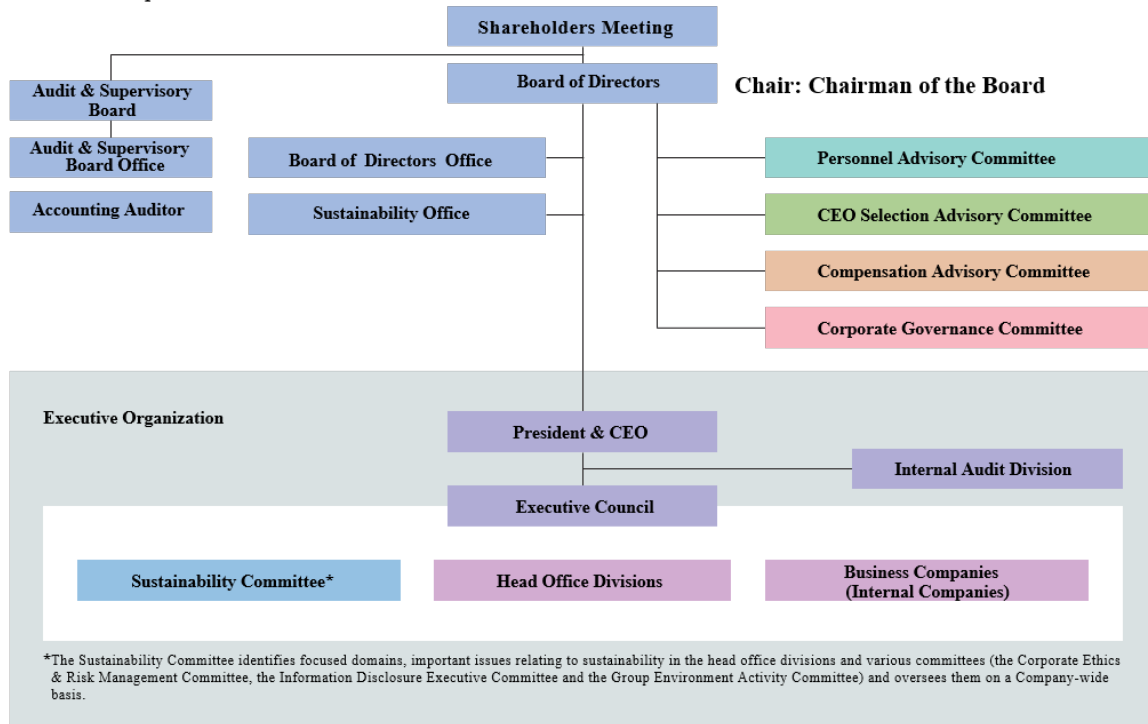 Shareholders Meeting
Board of Directors
Chair: Chairman of the Board
Audit & Supervisory
Board
Audit & Supervisory
Board Office
Accounting Auditor
Board of Directors Office
Sustainability Office
Personnel Advisory Committee
CEO Selection Advisory Committee
Compensation Advisory Committee
Corporate Governance Committee
Executive Organization
President & CEO
Internal Audit Division
Executive Council
Sustainability Committee*
Head Office Divisions
Business Companies
(Internal Companies)
*The Sustainability Committee identifies focused domains, important issues relating to sustainability in the head office divisions and various committees (the Corporate Ethics
& Risk Management Committee, the Information Disclosure Executive Committee and the Group Environment Activity Committee) and oversees them on a Company-wide
basis.